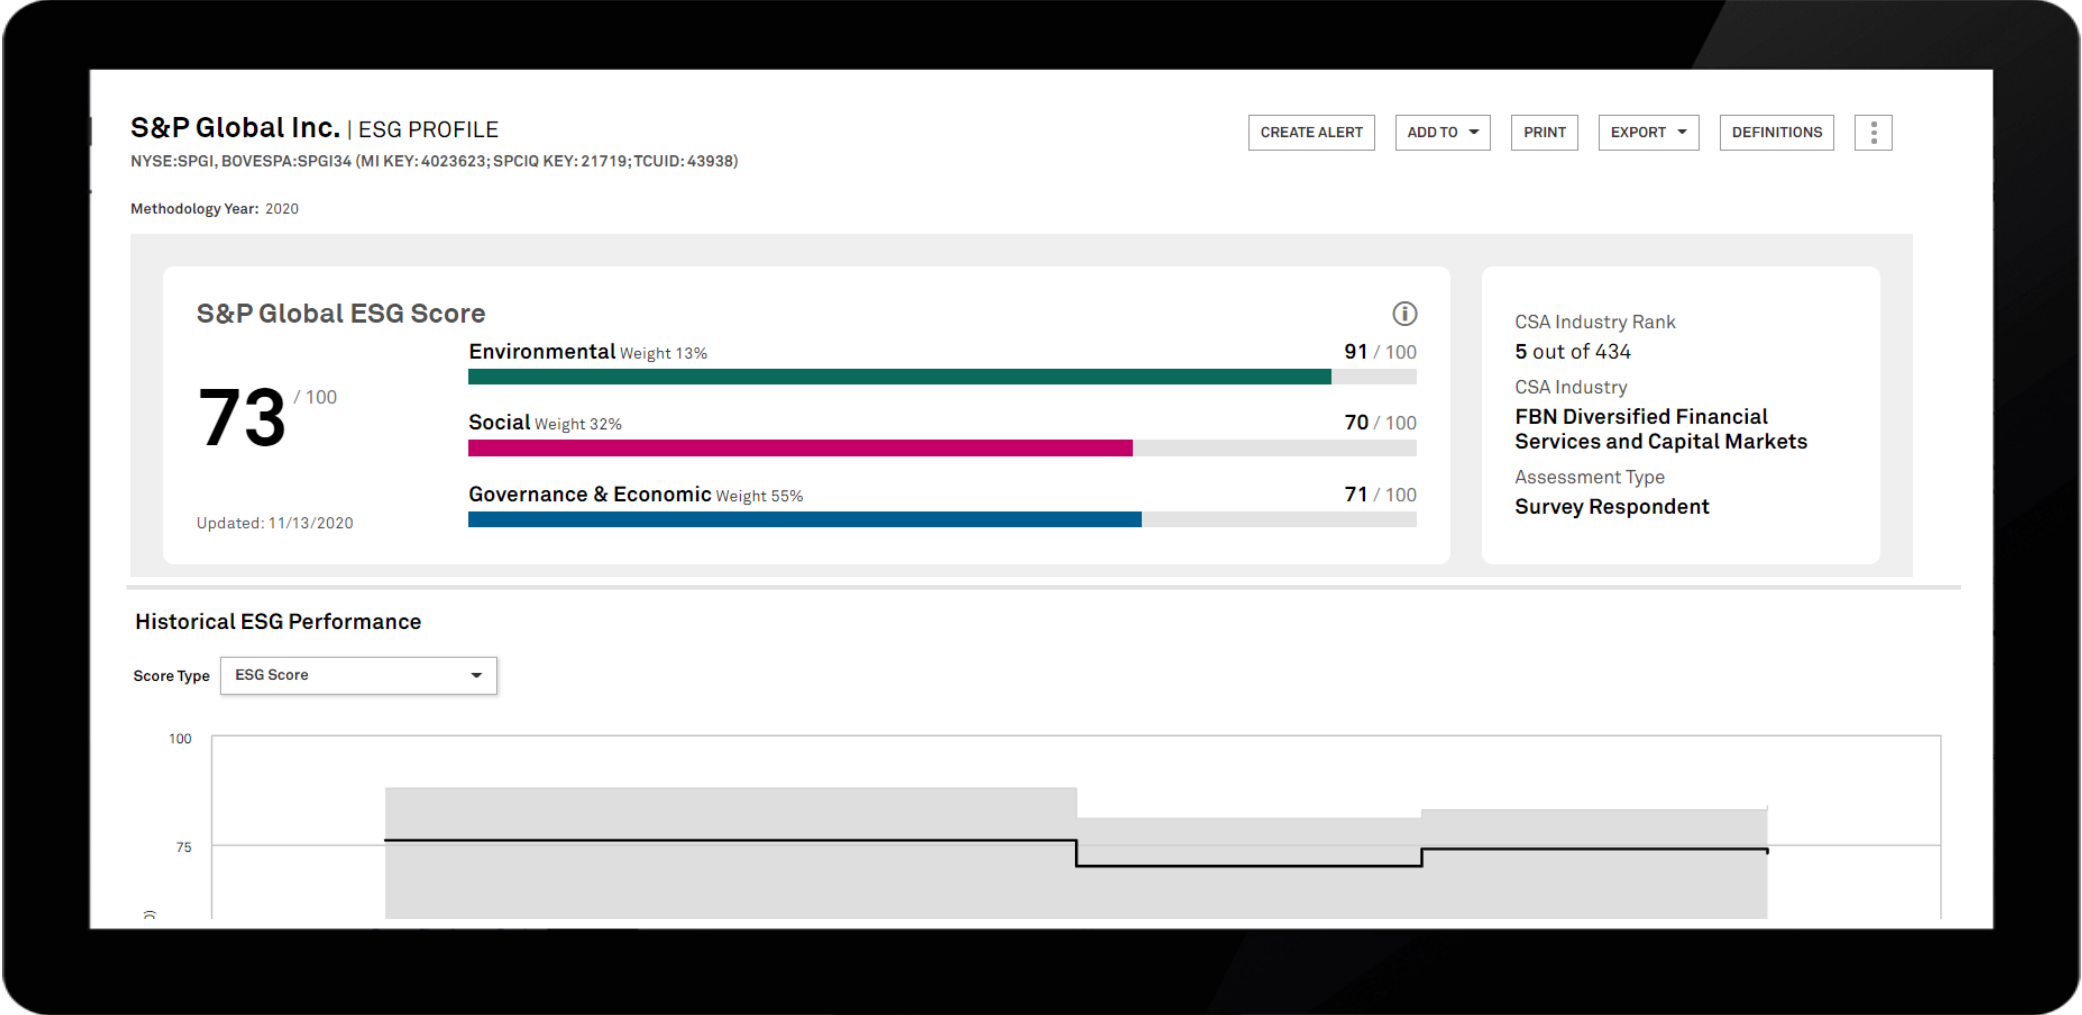 S&P Global Inc. | ESG PROFILE
CREATE ALERT
ADD TO
PRINT
EXPORT
DEFINITIONS
NYSE:SPGI, BOVESPA:SPGI34 (MI KEY: 4023623; SPCIQ KEY: 21719; TCUID: 43938)
Methodology Year: 2020
S&P Global ESG Score
73 / 100
Updated: 11/13/2020
Environmental Weight 13% 91 / 100
Social Weight 32% 70 / 100
Governance & Economic Weight 55% 71 / 100
CSA Industry Rank
5 out of 434
CSA Industry
FBN Diversified Financial
Services and Capital Markets
Assessment Type
Survey Respondent
Historical ESG Performance
Score Type ESG Score
100
75